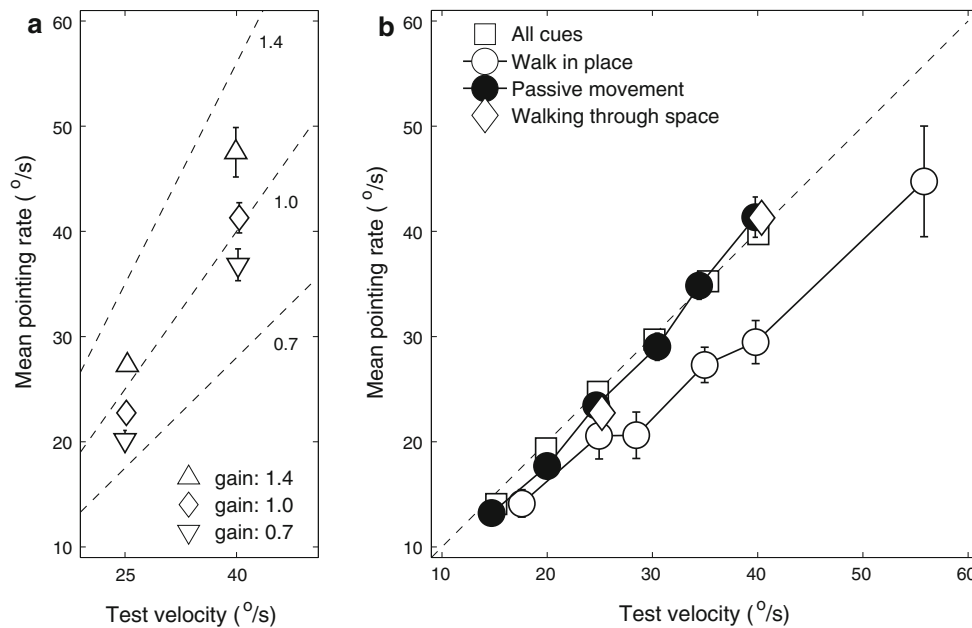 a
60
50
40
30
20
10
25
40
1.4
1.0
0.7
gain: 1.4
gain: 1.0
gain: 0.7
Mean pointing rate (°/s)
Test velocity (°/s)
b
60
50
40
30
20
10
10
20
30
40
50
60
All cues
Walk in place
Passive movement
Walking through space
Mean pointing rate (°/s)
Test velocity (°/s)